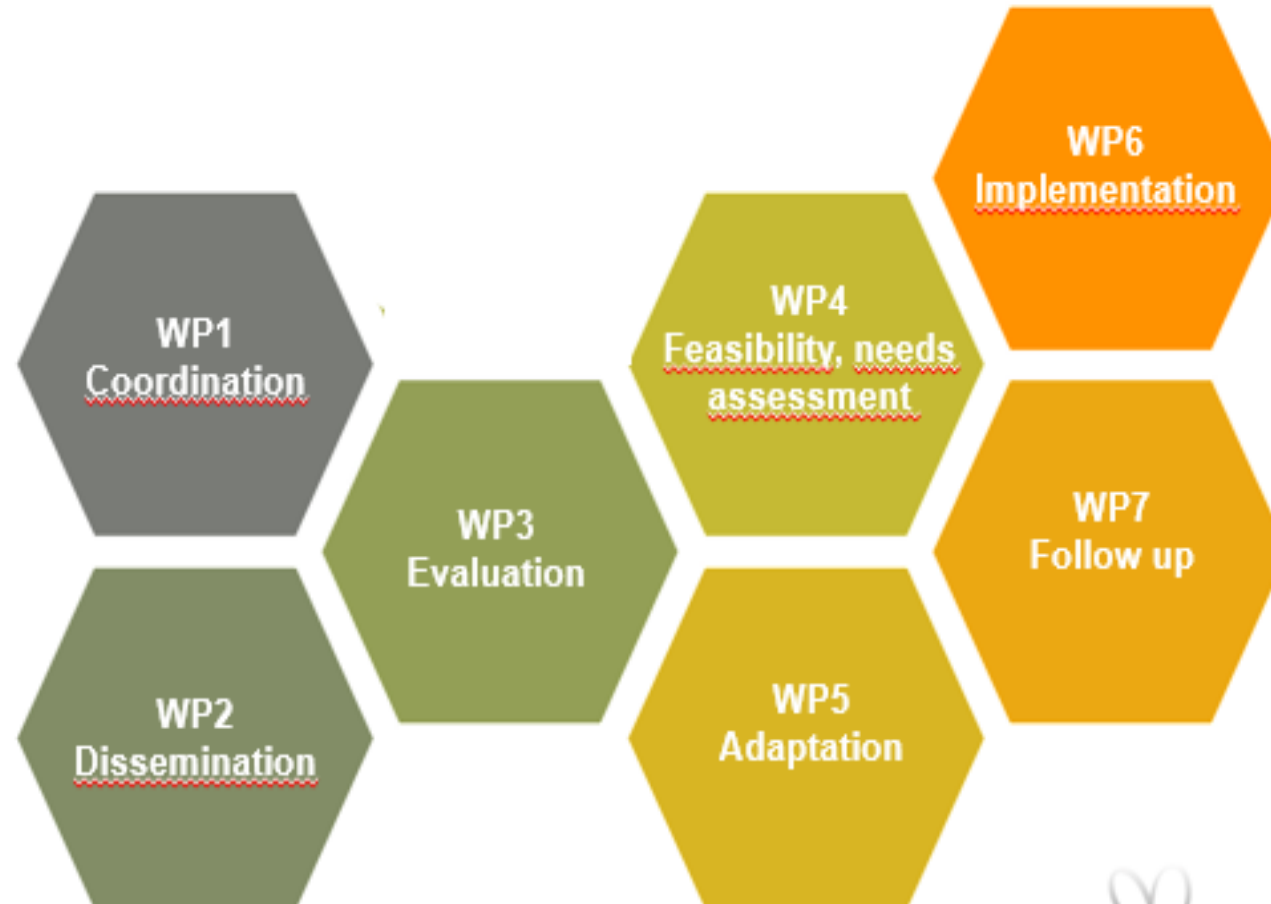 WP1
Coordination
WP2
Dissemination
WP3
Evaluation
WP4
Feasibility, needs
assessment
WP5
Adaptation
WP6
Implementation
WP7
Follow up